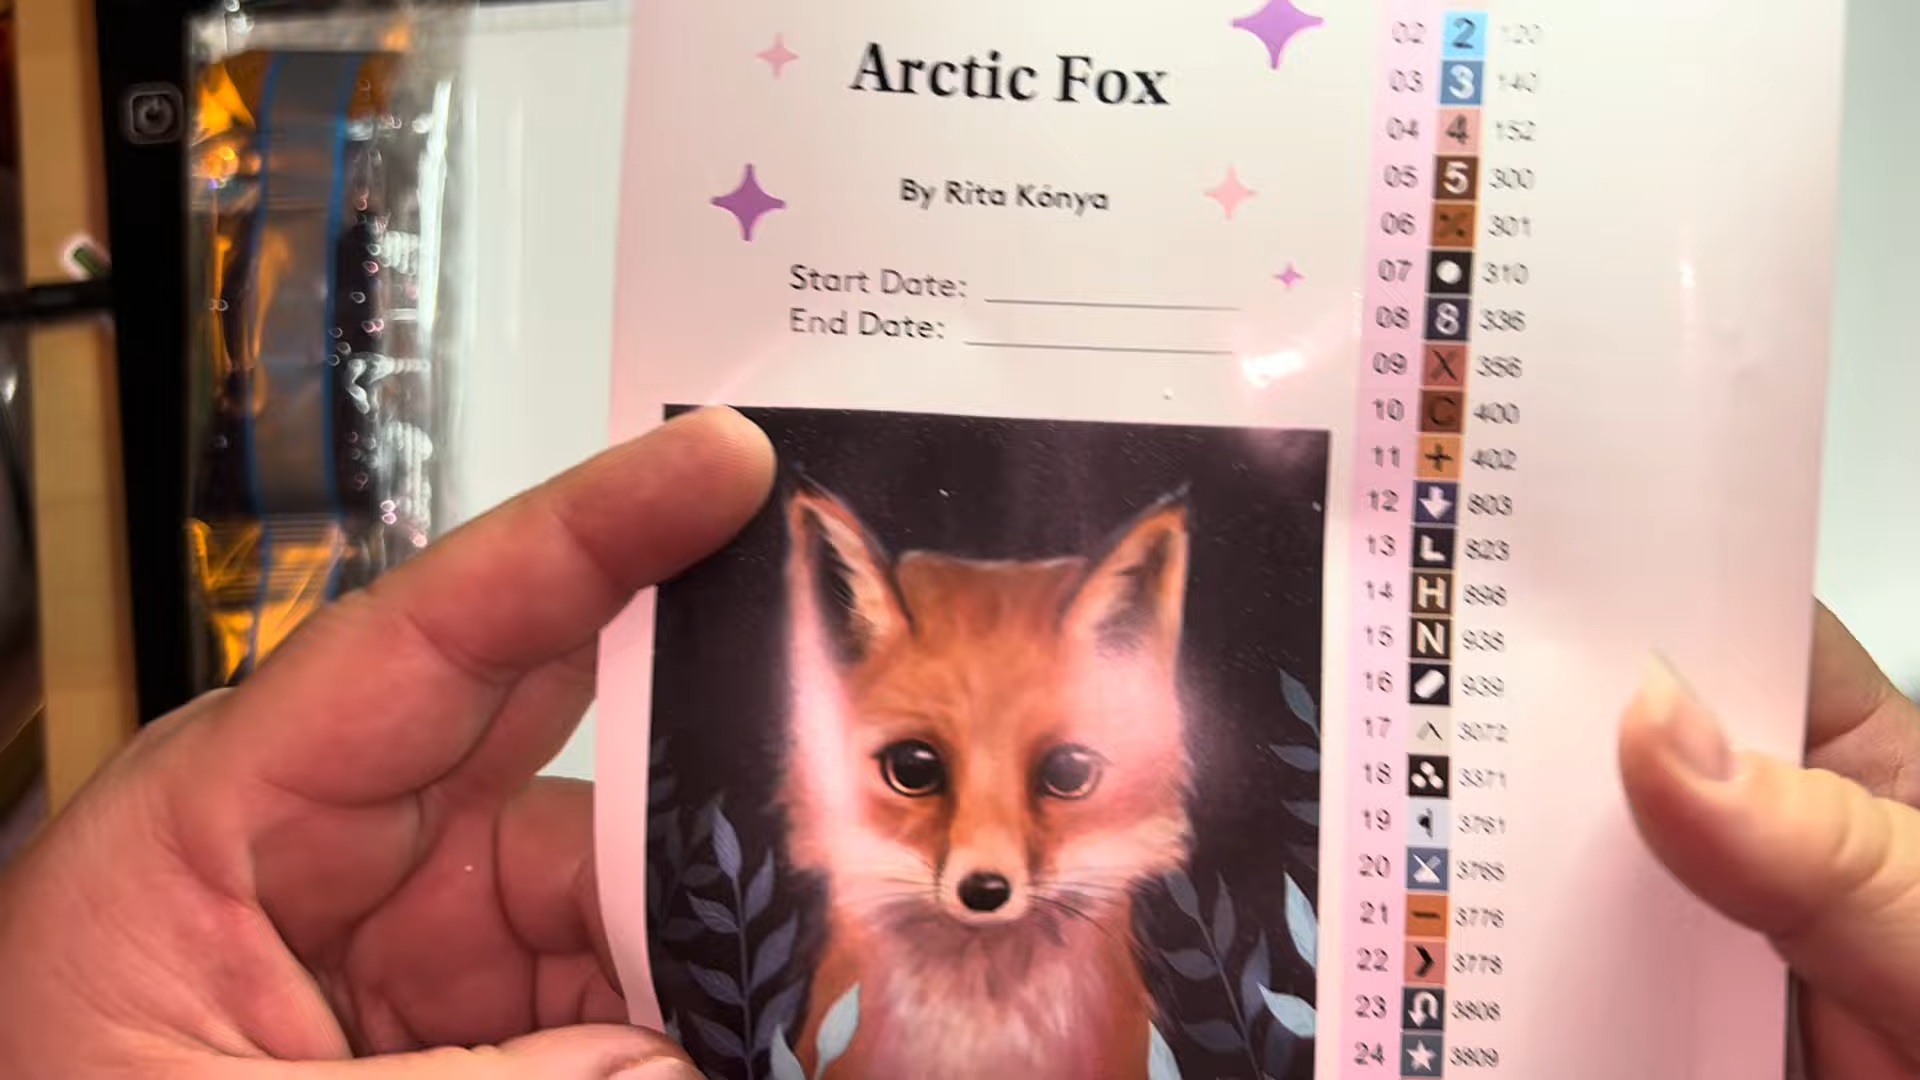 Arctic Fox
By Rita Kónya
Start Date:
End Date:
02 2 120
03 3 140
04 4 152
05 5 300
06 301
07 310
08 8 336
09 X 356
10 C 400
11 + 402
12 803
13 L 823
14 H 898
15 N 938
16 939
17 3072
18 3371
19 3761
20 3765
21 3776
22 3778
23 3808
24 3809